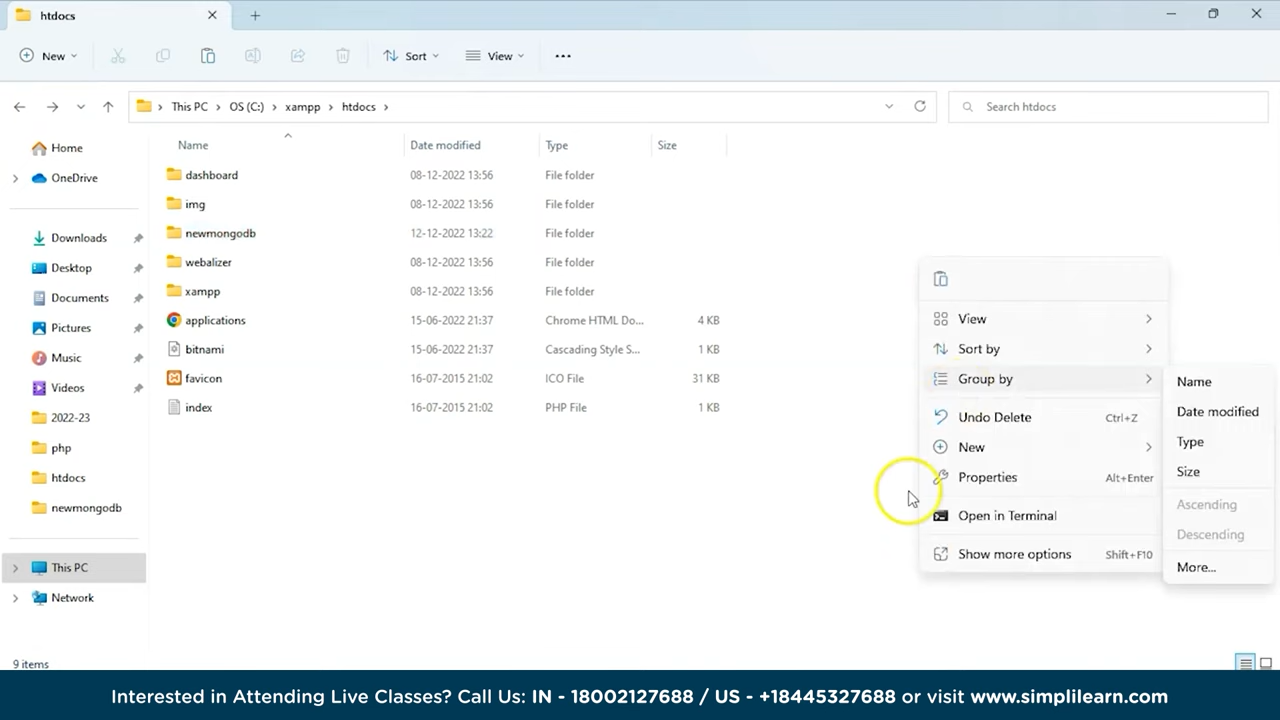 htdocs
New
Sort
View
This PC
OS (C:)
xampp
htdocs
Search htdocs
Home
OneDrive
Downloads
Desktop
Documents
Pictures
Music
Videos
2022-23
php
htdocs
newmongodb
This PC
Network
Name Date modified Type Size
dashboard 08-12-2022 13:56 File folder
img 08-12-2022 13:56 File folder
newmongodb 12-12-2022 13:22 File folder
webalizer 08-12-2022 13:56 File folder
xampp 08-12-2022 13:56 File folder
applications 15-06-2022 21:37 Chrome HTML Do... 4 KB
bitnami 15-06-2022 21:37 Cascading Style S... 1 KB
favicon 16-07-2015 21:02 ICO File 31 KB
index 16-07-2015 21:02 PHP File 1 KB
View
Sort by
Group by
Undo Delete Ctrl+Z
New
Properties Alt+Enter
Open in Terminal
Show more options Shift+F10
Name
Date modified
Type
Size
Ascending
Descending
More...
9 items
Interested in Attending Live Classes? Call Us: IN - 18002127688 / US - +18445327688 or visit www.simplilearn.com